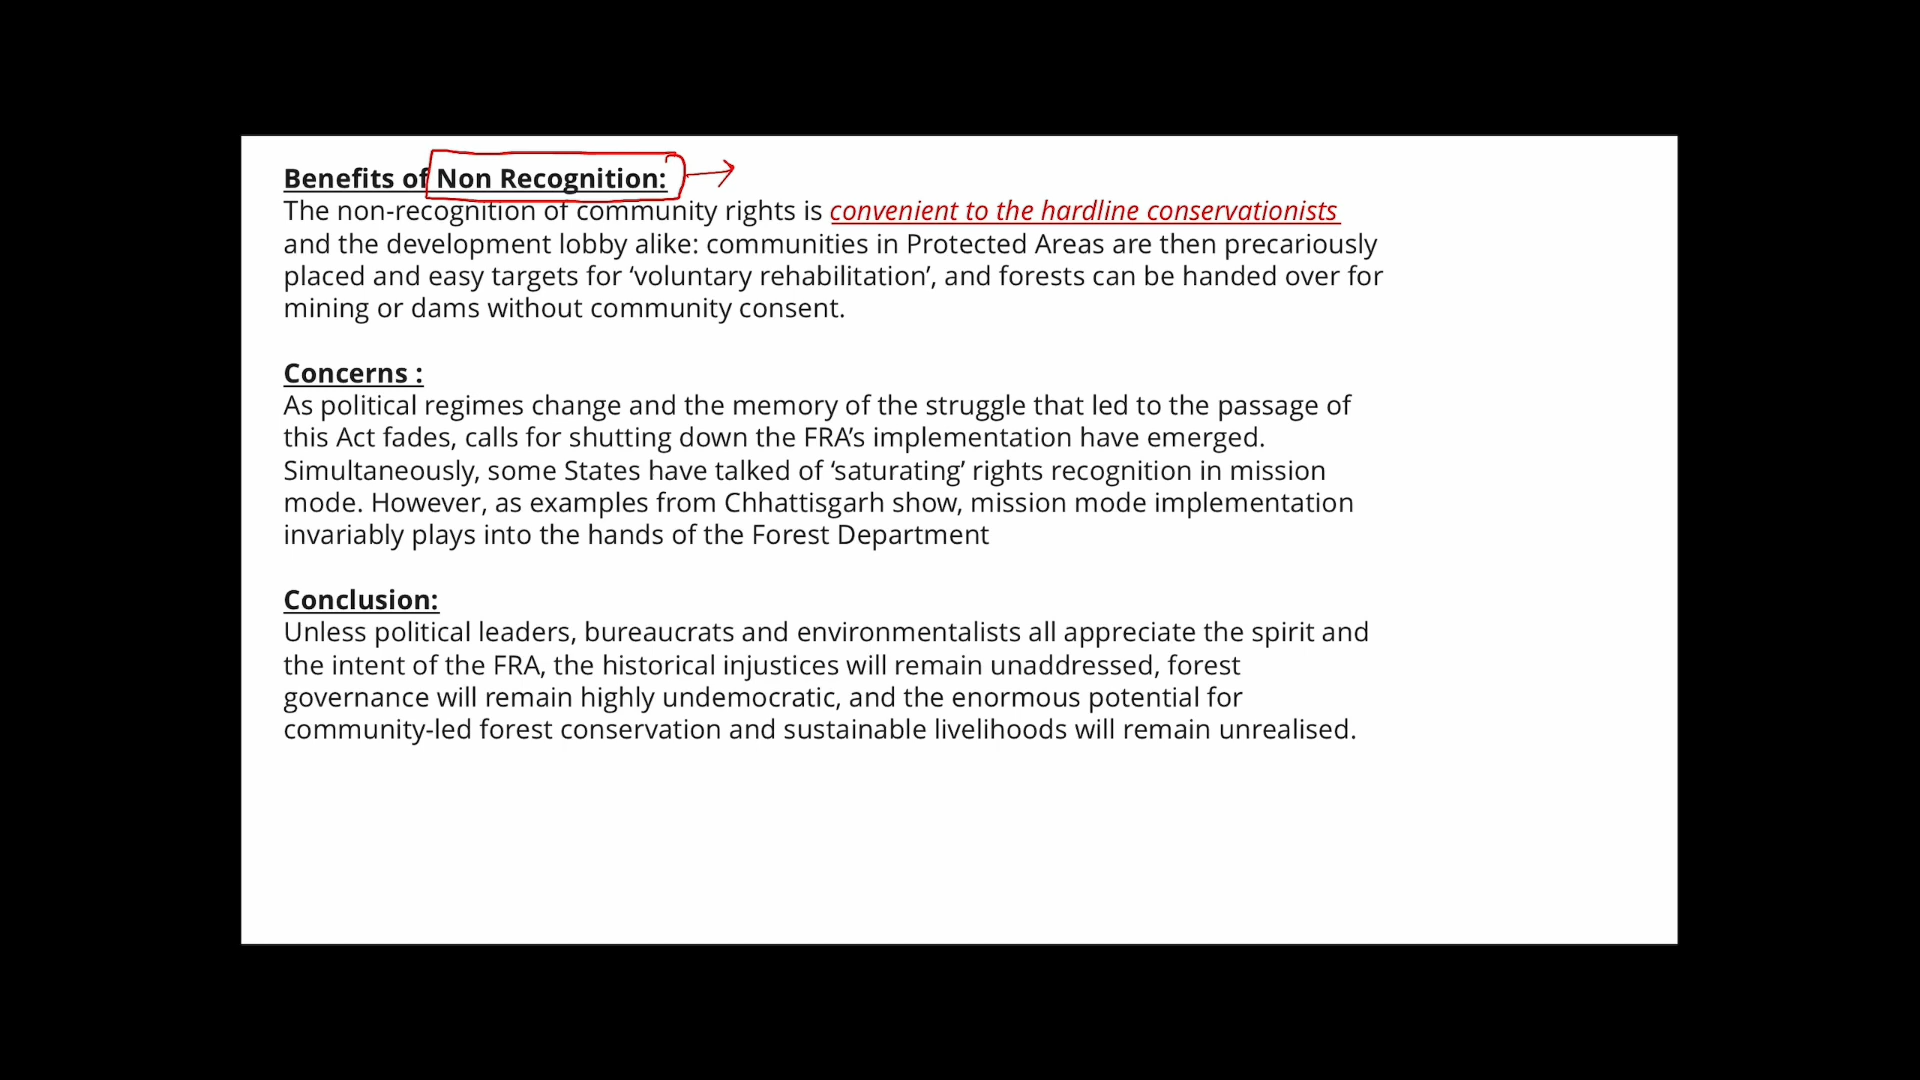 Benefits of Non Recognition:
The non-recognition of community rights is convenient to the hardline conservationists
and the development lobby alike: communities in Protected Areas are then precariously
placed and easy targets for ‘voluntary rehabilitation’, and forests can be handed over for
mining or dams without community consent.
Concerns :
As political regimes change and the memory of the struggle that led to the passage of
this Act fades, calls for shutting down the FRA’s implementation have emerged.
Simultaneously, some States have talked of ‘saturating’ rights recognition in mission
mode. However, as examples from Chhattisgarh show, mission mode implementation
invariably plays into the hands of the Forest Department
Conclusion:
Unless political leaders, bureaucrats and environmentalists all appreciate the spirit and
the intent of the FRA, the historical injustices will remain unaddressed, forest
governance will remain highly undemocratic, and the enormous potential for
community-led forest conservation and sustainable livelihoods will remain unrealised.